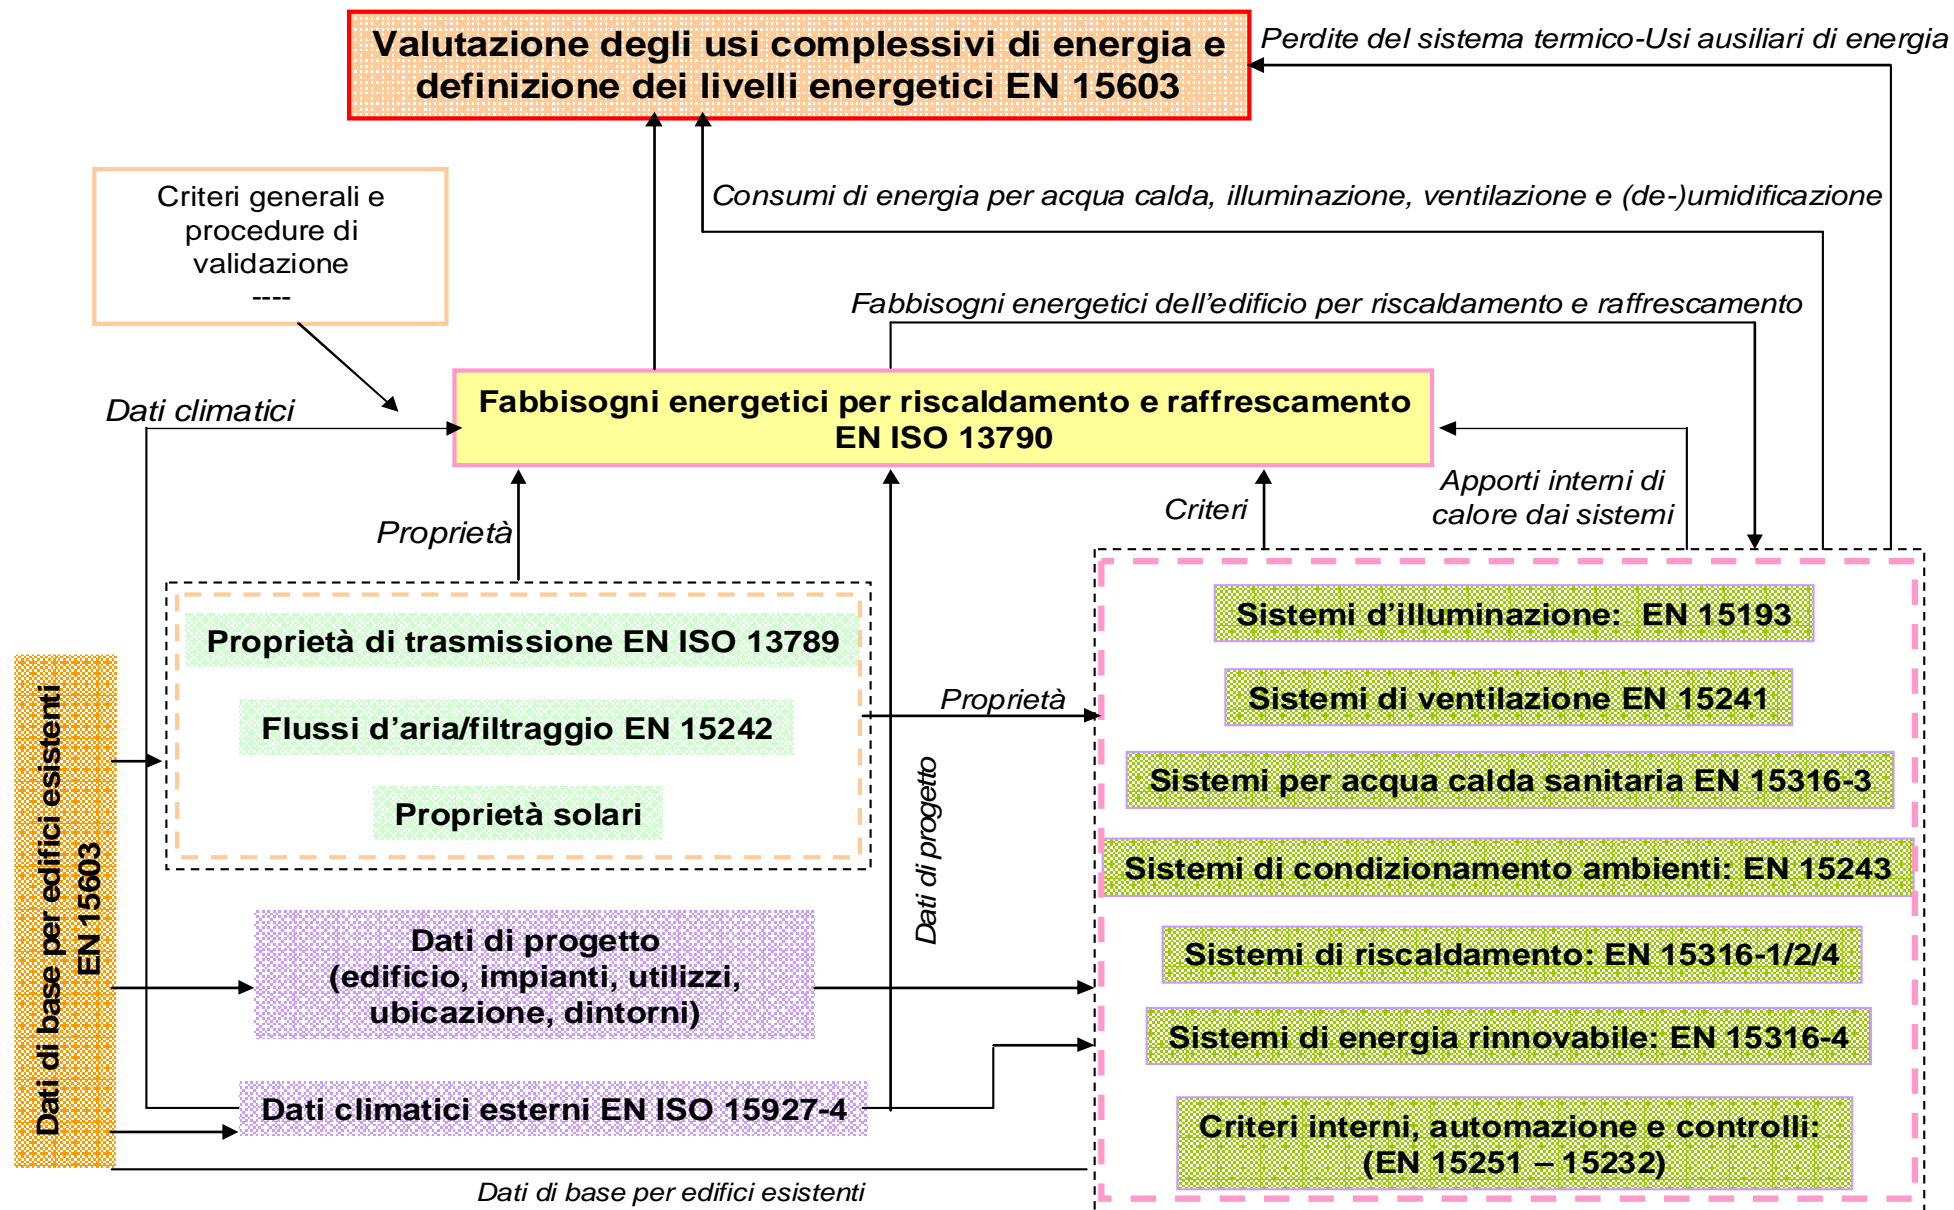 Valutazione degli usi complessivi di energia e
definizione dei livelli energetici EN 15603
Perdite del sistema termico-Usi ausiliari di energia
Criteri generali e
procedure di
validazione
----
Consumi di energia per acqua calda, illuminazione, ventilazione e (de-)umidificazione
Fabbisogni energetici dell'edificio per riscaldamento e raffrescamento
Dati climatici
Fabbisogni energetici per riscaldamento e raffrescamento
EN ISO 13790
Proprietà
Criteri
Apporti interni di
calore dai sistemi
Proprietà di trasmissione EN ISO 13789
Flussi d'aria/filtraggio EN 15242
Proprietà solari
Proprietà
Dati di progetto
Dati di base per edifici esistenti
EN 15603
Dati di progetto
(edificio, impianti, utilizzi,
ubicazione, dintorni)
Dati climatici esterni EN ISO 15927-4
Dati di base per edifici esistenti
Sistemi d'illuminazione: EN 15193
Sistemi di ventilazione EN 15241
Sistemi per acqua calda sanitaria EN 15316-3
Sistemi di condizionamento ambienti: EN 15243
Sistemi di riscaldamento: EN 15316-1/2/4
Sistemi di energia rinnovabile: EN 15316-4
Criteri interni, automazione e controlli:
(EN 15251 – 15232)